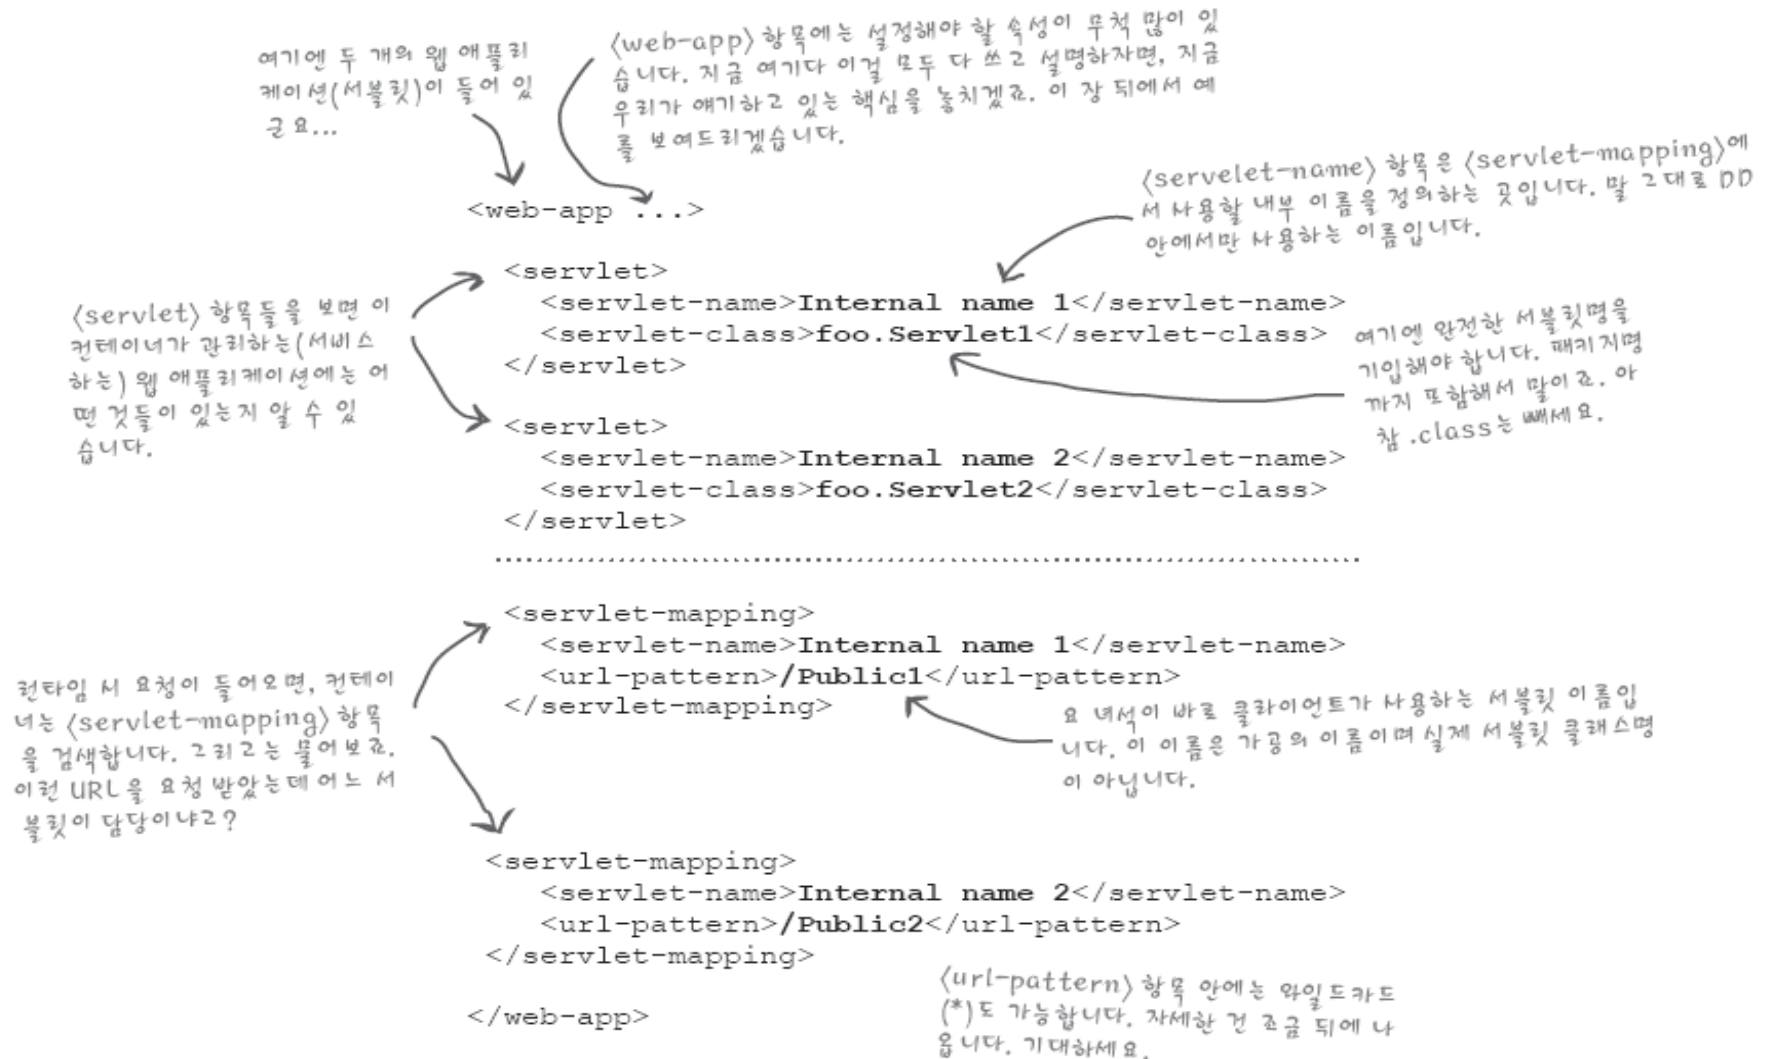 여기엔 두 개의 웹 애플리
케이션(서블릿)이 들어 있
군요...
<web-app> 항목에는 설정해야 할 속성이 무척 많이 있
습니다. 지금 여기다 이걸 모두 다 쓰고 설명하자면, 지금
우리가 얘기하고 있는 핵심을 놓치겠죠. 이 장 뒤에서 예
를 보여드리겠습니다.
<web-app ...>
<servelet-name> 항목은 <servlet-mapping>에
서 사용할 내부 이름을 정의하는 곳입니다. 말 그대로 DD
안에서만 사용하는 이름입니다.
<servlet>
<servlet-name>Internal name 1</servlet-name>
<servlet-class>foo.Servlet1</servlet-class>
</servlet>
<servlet> 항목들을 보면 이
컨테이너가 관리하는(서비스
하는) 웹 애플리케이션에는 어
떤 것들이 있는지 알 수 있
습니다.
여기엔 완전한 서블릿명을
기입해야 합니다. 패키지명
까지 포함해서 말이죠. 아
참 .class는 빼세요.
<servlet>
<servlet-name>Internal name 2</servlet-name>
<servlet-class>foo.Servlet2</servlet-class>
</servlet>
<servlet-mapping>
<servlet-name>Internal name 1</servlet-name>
<url-pattern>/Public1</url-pattern>
</servlet-mapping>
런타임 시 요청이 들어오면, 컨테이
너는 <servlet-mapping> 항목
을 검색합니다. 그리고는 물어보죠.
이런 URL을 요청 받았는데 어느 서
블릿이 담당이냐고?
요 녀석이 바로 클라이언트가 사용하는 서블릿 이름입
니다. 이 이름은 가공의 이름이며 실제 서블릿 클래스명
이 아닙니다.
<servlet-mapping>
<servlet-name>Internal name 2</servlet-name>
<url-pattern>/Public2</url-pattern>
</servlet-mapping>
</web-app>
<url-pattern> 항목 안에는 와일드카드
(*)도 가능합니다. 자세한 건 조금 뒤에 나
옵니다. 기대하세요.